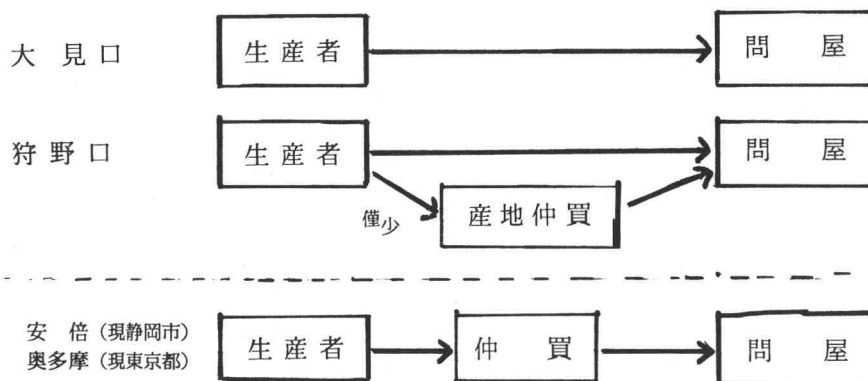 大見口 生産者 問屋
狩野口 生産者 問屋
僅少 産地仲買
安倍（現静岡市）
奥多摩（現東京都） 生産者 仲買 問屋